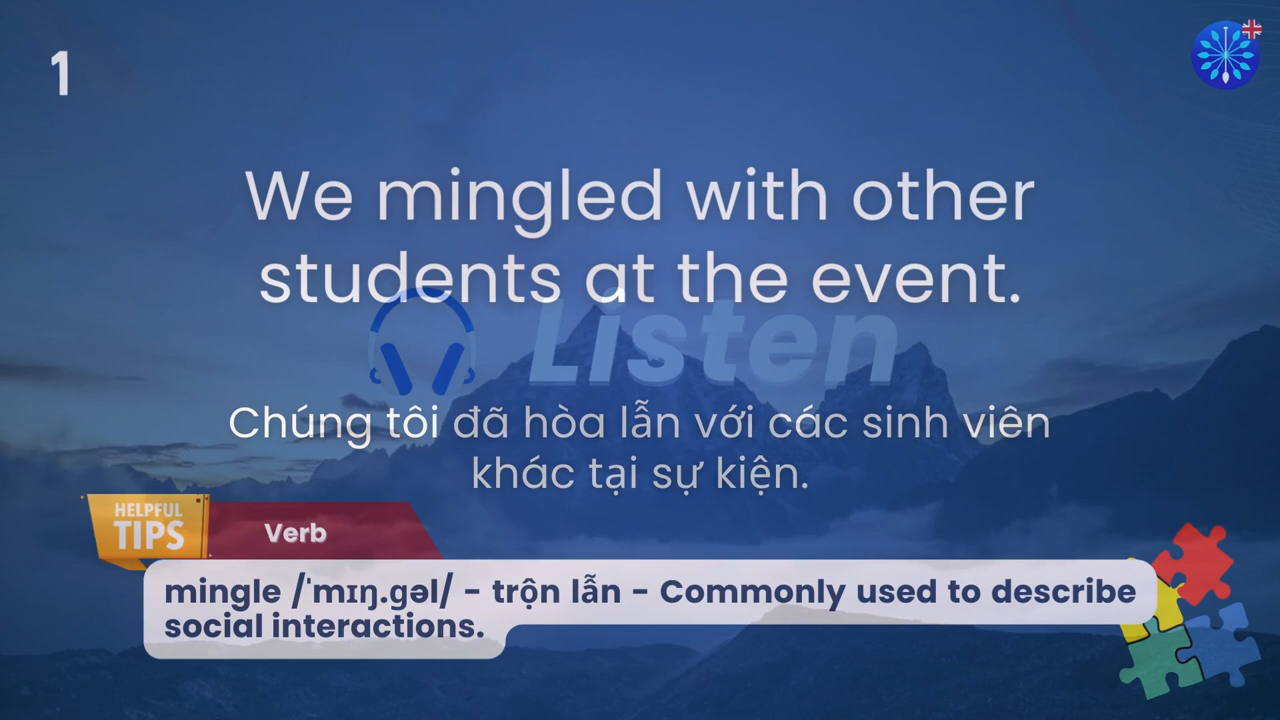 1
We mingled with other
students at the event.
Listen
Chúng tôi đã hòa lẫn với các sinh viên
khác tại sự kiện.
HELPFUL
TIPS
Verb
mingle /ˈmɪŋ.ɡəl/ - trộn lẫn - Commonly used to describe
social interactions.